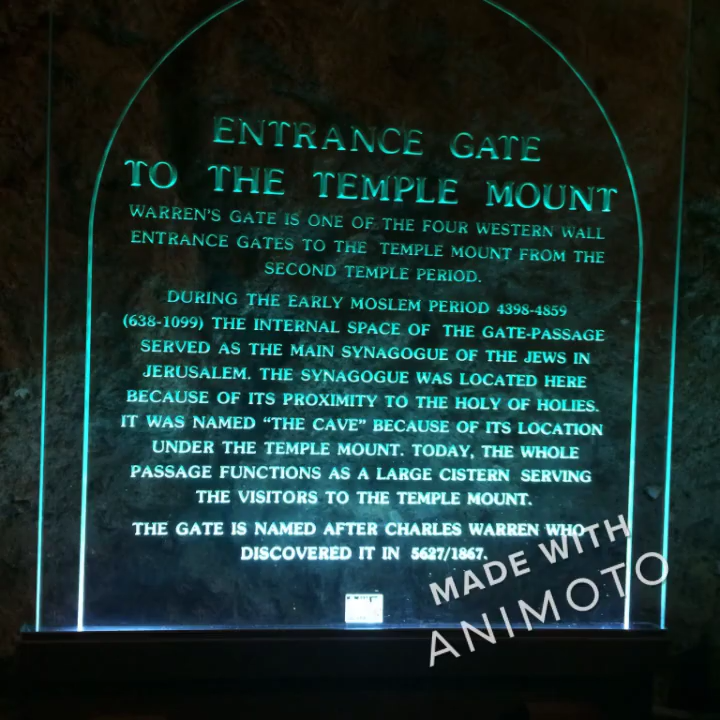 ENTRANCE GATE
TO THE TEMPLE MOUNT
WARREN'S GATE IS ONE OF THE FOUR WESTERN WALL
ENTRANCE GATES TO THE TEMPLE MOUNT FROM THE
SECOND TEMPLE PERIOD.
DURING THE EARLY MOSLEM PERIOD 4398-4859
(638-1099) THE INTERNAL SPACE OF THE GATE-PASSAGE
SERVED AS THE MAIN SYNAGOGUE OF THE JEWS IN
JERUSALEM. THE SYNAGOGUE WAS LOCATED HERE
BECAUSE OF ITS PROXIMITY TO THE HOLY OF HOLIES.
IT WAS NAMED "THE CAVE" BECAUSE OF ITS LOCATION
UNDER THE TEMPLE MOUNT. TODAY, THE WHOLE
PASSAGE FUNCTIONS AS A LARGE CISTERN SERVING
THE VISITORS TO THE TEMPLE MOUNT.
THE GATE IS NAMED AFTER CHARLES WARREN WHO
DISCOVERED IT IN 5627/1867.
MADE WITH
ANIMOTO